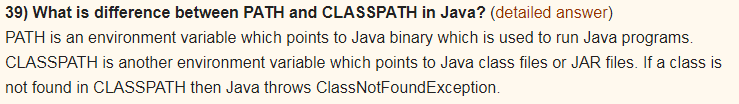 39) What is difference between PATH and CLASSPATH in Java? (detailed answer)
PATH is an environment variable which points to Java binary which is used to run Java programs.
CLASSPATH is another environment variable which points to Java class files or JAR files. If a class is
not found in CLASSPATH then Java throws ClassNotFoundException.